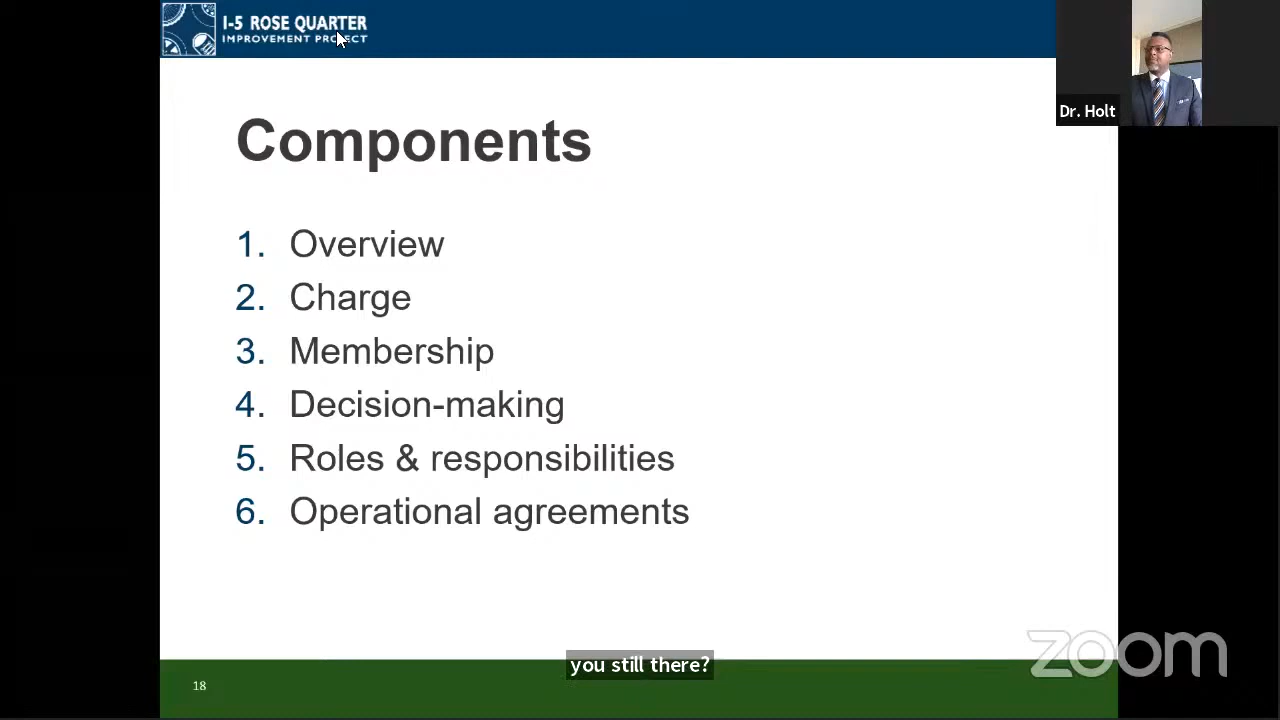 I-5 ROSE QUARTER
IMPROVEMENT PROJECT
Dr. Holt
Components
1. Overview
2. Charge
3. Membership
4. Decision-making
5. Roles & responsibilities
6. Operational agreements
you still there?
18
zoom